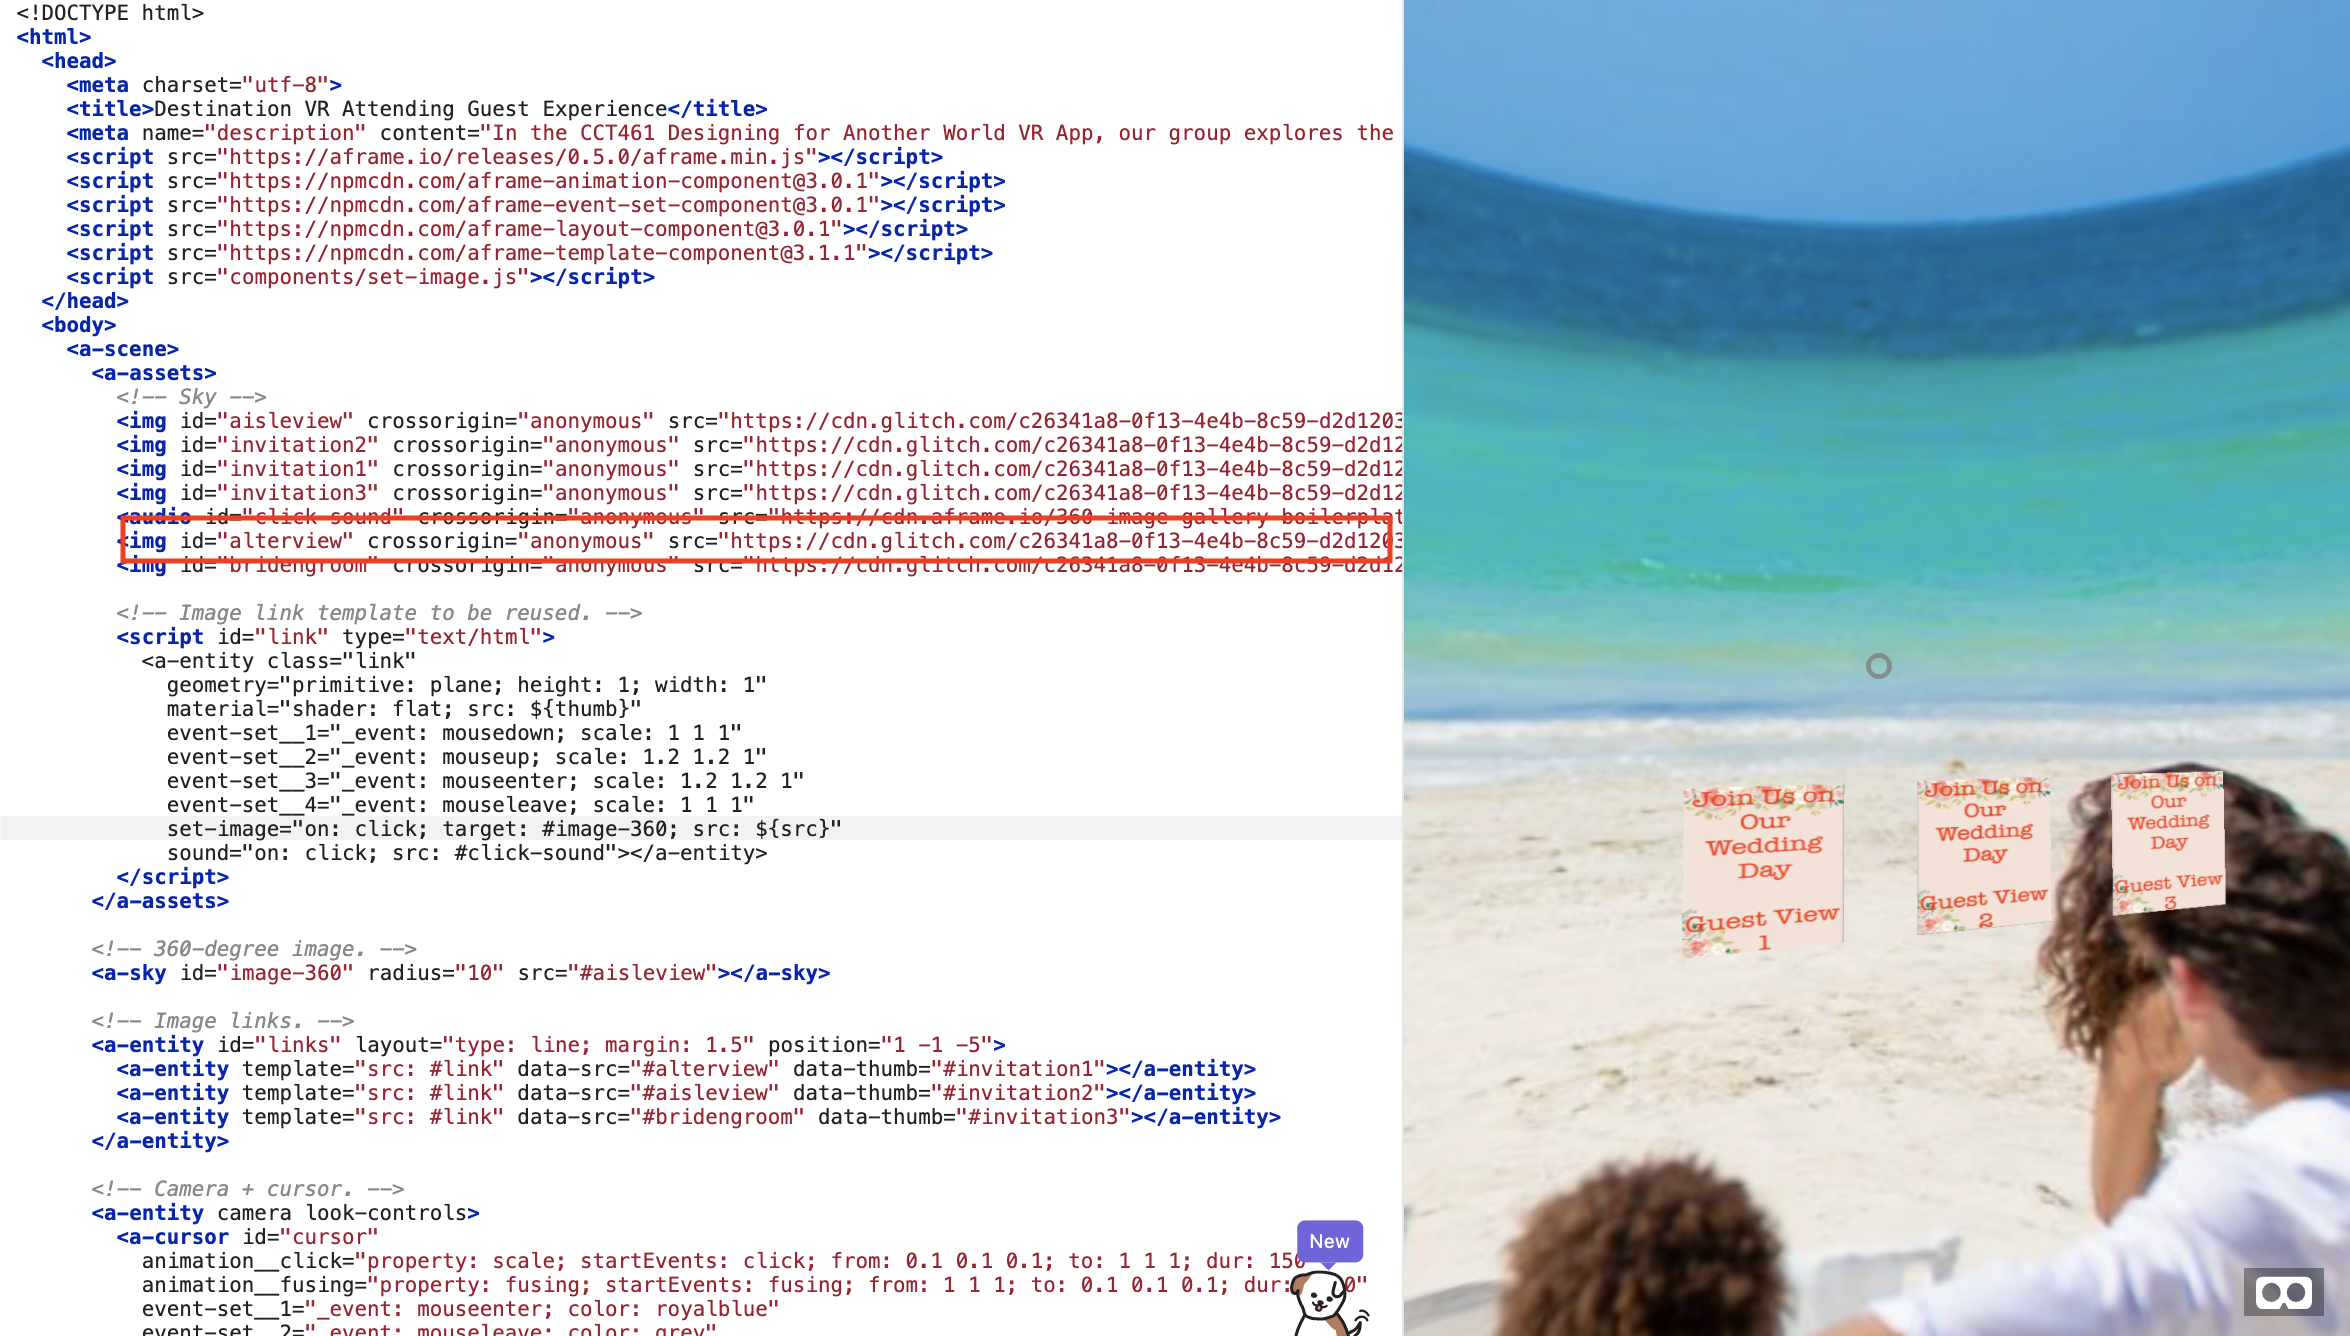 <!DOCTYPE html>
<html>
<head>
<meta charset="utf-8">
<title>Destination VR Attending Guest Experience</title>
<meta name="description" content="In the CCT461 Designing for Another World VR App, our group explores the
<script src="https://aframe.io/releases/0.5.0/aframe.min.js"></script>
<script src="https://npmcdn.com/aframe-animation-component@3.0.1"></script>
<script src="https://npmcdn.com/aframe-event-set-component@3.0.1"></script>
<script src="https://npmcdn.com/aframe-layout-component@3.0.1"></script>
<script src="https://npmcdn.com/aframe-template-component@3.1.1"></script>
<script src="components/set-image.js"></script>
</head>
<body>
<a-scene>
<a-assets>
<!-- Sky -->
<img id="aisleview" crossorigin="anonymous" src="https://cdn.glitch.com/c26341a8-0f13-4e4b-8c59-d2d1203
<img id="invitation2" crossorigin="anonymous" src="https://cdn.glitch.com/c26341a8-0f13-4e4b-8c59-d2d12
<img id="invitation1" crossorigin="anonymous" src="https://cdn.glitch.com/c26341a8-0f13-4e4b-8c59-d2d12
<img id="invitation3" crossorigin="anonymous" src="https://cdn.glitch.com/c26341a8-0f13-4e4b-8c59-d2d12
<audio id="click-sound" crossorigin="anonymous" src="https://cdn.aframe.io/360-image-gallery-boilerplat
<img id="alterview" crossorigin="anonymous" src="https://cdn.glitch.com/c26341a8-0f13-4e4b-8c59-d2d1203
<img id="bridengroom" crossorigin="anonymous" src="https://cdn.glitch.com/c26341a8-0f13-4e4b-8c59-d2d12
<!-- Image link template to be reused. -->
<script id="link" type="text/html">
<a-entity class="link"
geometry="primitive: plane; height: 1; width: 1"
material="shader: flat; src: ${thumb}"
event-set__1="_event: mousedown; scale: 1 1 1"
event-set__2="_event: mouseup; scale: 1.2 1.2 1"
event-set__3="_event: mouseenter; scale: 1.2 1.2 1"
event-set__4="_event: mouseleave; scale: 1 1 1"
set-image="on: click; target: #image-360; src: ${src}"
sound="on: click; src: #click-sound"></a-entity>
</script>
</a-assets>
<!-- 360-degree image. -->
<a-sky id="image-360" radius="10" src="#aisleview"></a-sky>
<!-- Image links. -->
<a-entity id="links" layout="type: line; margin: 1.5" position="1 -1 -5">
<a-entity template="src: #link" data-src="#alterview" data-thumb="#invitation1"></a-entity>
<a-entity template="src: #link" data-src="#aisleview" data-thumb="#invitation2"></a-entity>
<a-entity template="src: #link" data-src="#bridengroom" data-thumb="#invitation3"></a-entity>
</a-entity>
<!-- Camera + cursor. -->
<a-entity camera look-controls>
<a-cursor id="cursor"
animation__click="property: scale; startEvents: click; from: 0.1 0.1 0.1; to: 1 1 1; dur: 150
animation__fusing="property: fusing; startEvents: fusing; from: 1 1 1; to: 0.1 0.1 0.1; dur: 0"
event-set__1="_event: mouseenter; color: royalblue"
event-set__2="_event: mouseleave; color: grey"
New
Join Us on
Our
Wedding
Day
Guest View
1
Join Us on
Our
Wedding
Day
Guest View
2
Join Us on
Our
Wedding
Day
Guest View
3